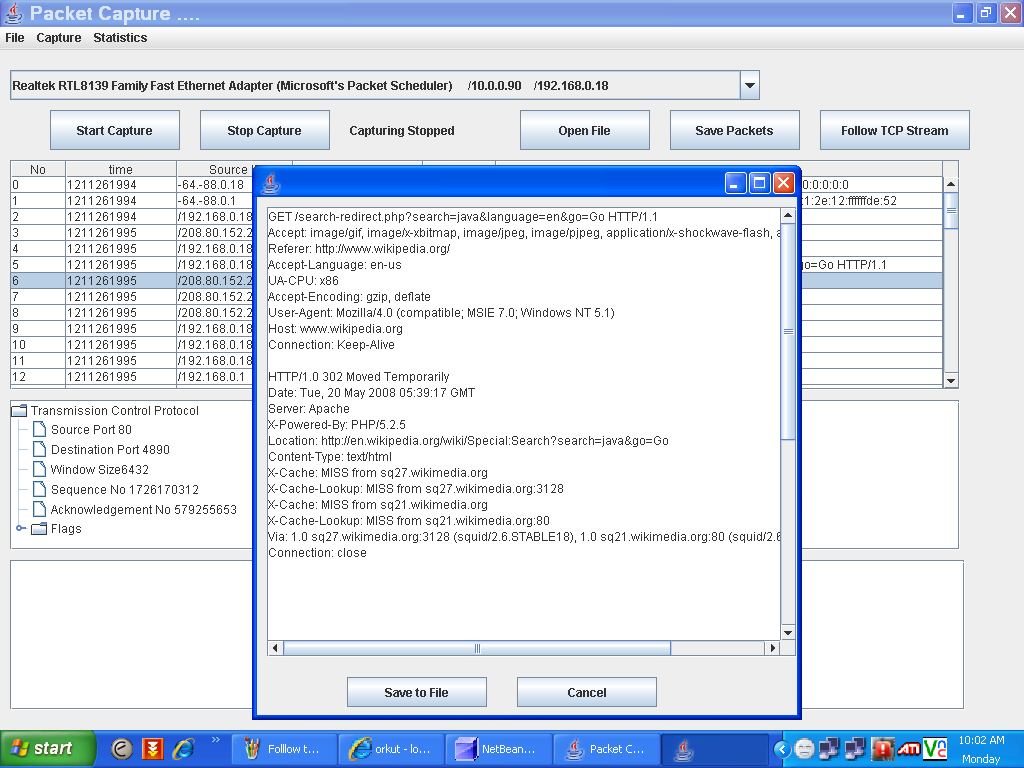 Packet Capture ....
File Capture Statistics
Realtek RTL8139 Family Fast Ethernet Adapter (Microsoft's Packet Scheduler) /10.0.0.90 /192.168.0.18
Start Capture Stop Capture Capturing Stopped Open File Save Packets Follow TCP Stream
No time Source
0 1211261994 -64.-88.0.18 0:0:0:0:0
1 1211261994 -64.-88.0.1 :1:2e:12:ffffffde:52
2 1211261994 /192.168.0.18
3 1211261995 /208.80.152.2
4 1211261995 /192.168.0.18
5 1211261995 /192.168.0.18 go=Go HTTP/1.1
6 1211261995 /208.80.152.2
7 1211261995 /208.80.152.2
8 1211261995 /208.80.152.2
9 1211261995 /192.168.0.18
10 1211261995 /192.168.0.18
11 1211261995 /192.168.0.18
12 1211261995 /192.168.0.1
GET /search-redirect.php?search=java&language=en&go=Go HTTP/1.1
Accept: image/gif, image/x-xbitmap, image/jpeg, image/pjpeg, application/x-shockwave-flash, a
Referer: http://www.wikipedia.org/
Accept-Language: en-us
UA-CPU: x86
Accept-Encoding: gzip, deflate
User-Agent: Mozilla/4.0 (compatible; MSIE 7.0; Windows NT 5.1)
Host: www.wikipedia.org
Connection: Keep-Alive
HTTP/1.0 302 Moved Temporarily
Date: Tue, 20 May 2008 05:39:17 GMT
Server: Apache
X-Powered-By: PHP/5.2.5
Location: http://en.wikipedia.org/wiki/Special:Search?search=java&go=Go
Content-Type: text/html
X-Cache: MISS from sq27.wikimedia.org
X-Cache-Lookup: MISS from sq27.wikimedia.org:3128
X-Cache: MISS from sq21.wikimedia.org
X-Cache-Lookup: MISS from sq21.wikimedia.org:80
Via: 1.0 sq27.wikimedia.org:3128 (squid/2.6.STABLE18), 1.0 sq21.wikimedia.org:80 (squid/2.6
Connection: close
Save to File Cancel
Transmission Control Protocol
Source Port 80
Destination Port 4890
Window Size6432
Sequence No 1726170312
Acknowledgement No 579255653
Flags
start
Folllow t...
orkut - lo...
NetBean...
Packet C...
ATI
10:02 AM
Monday